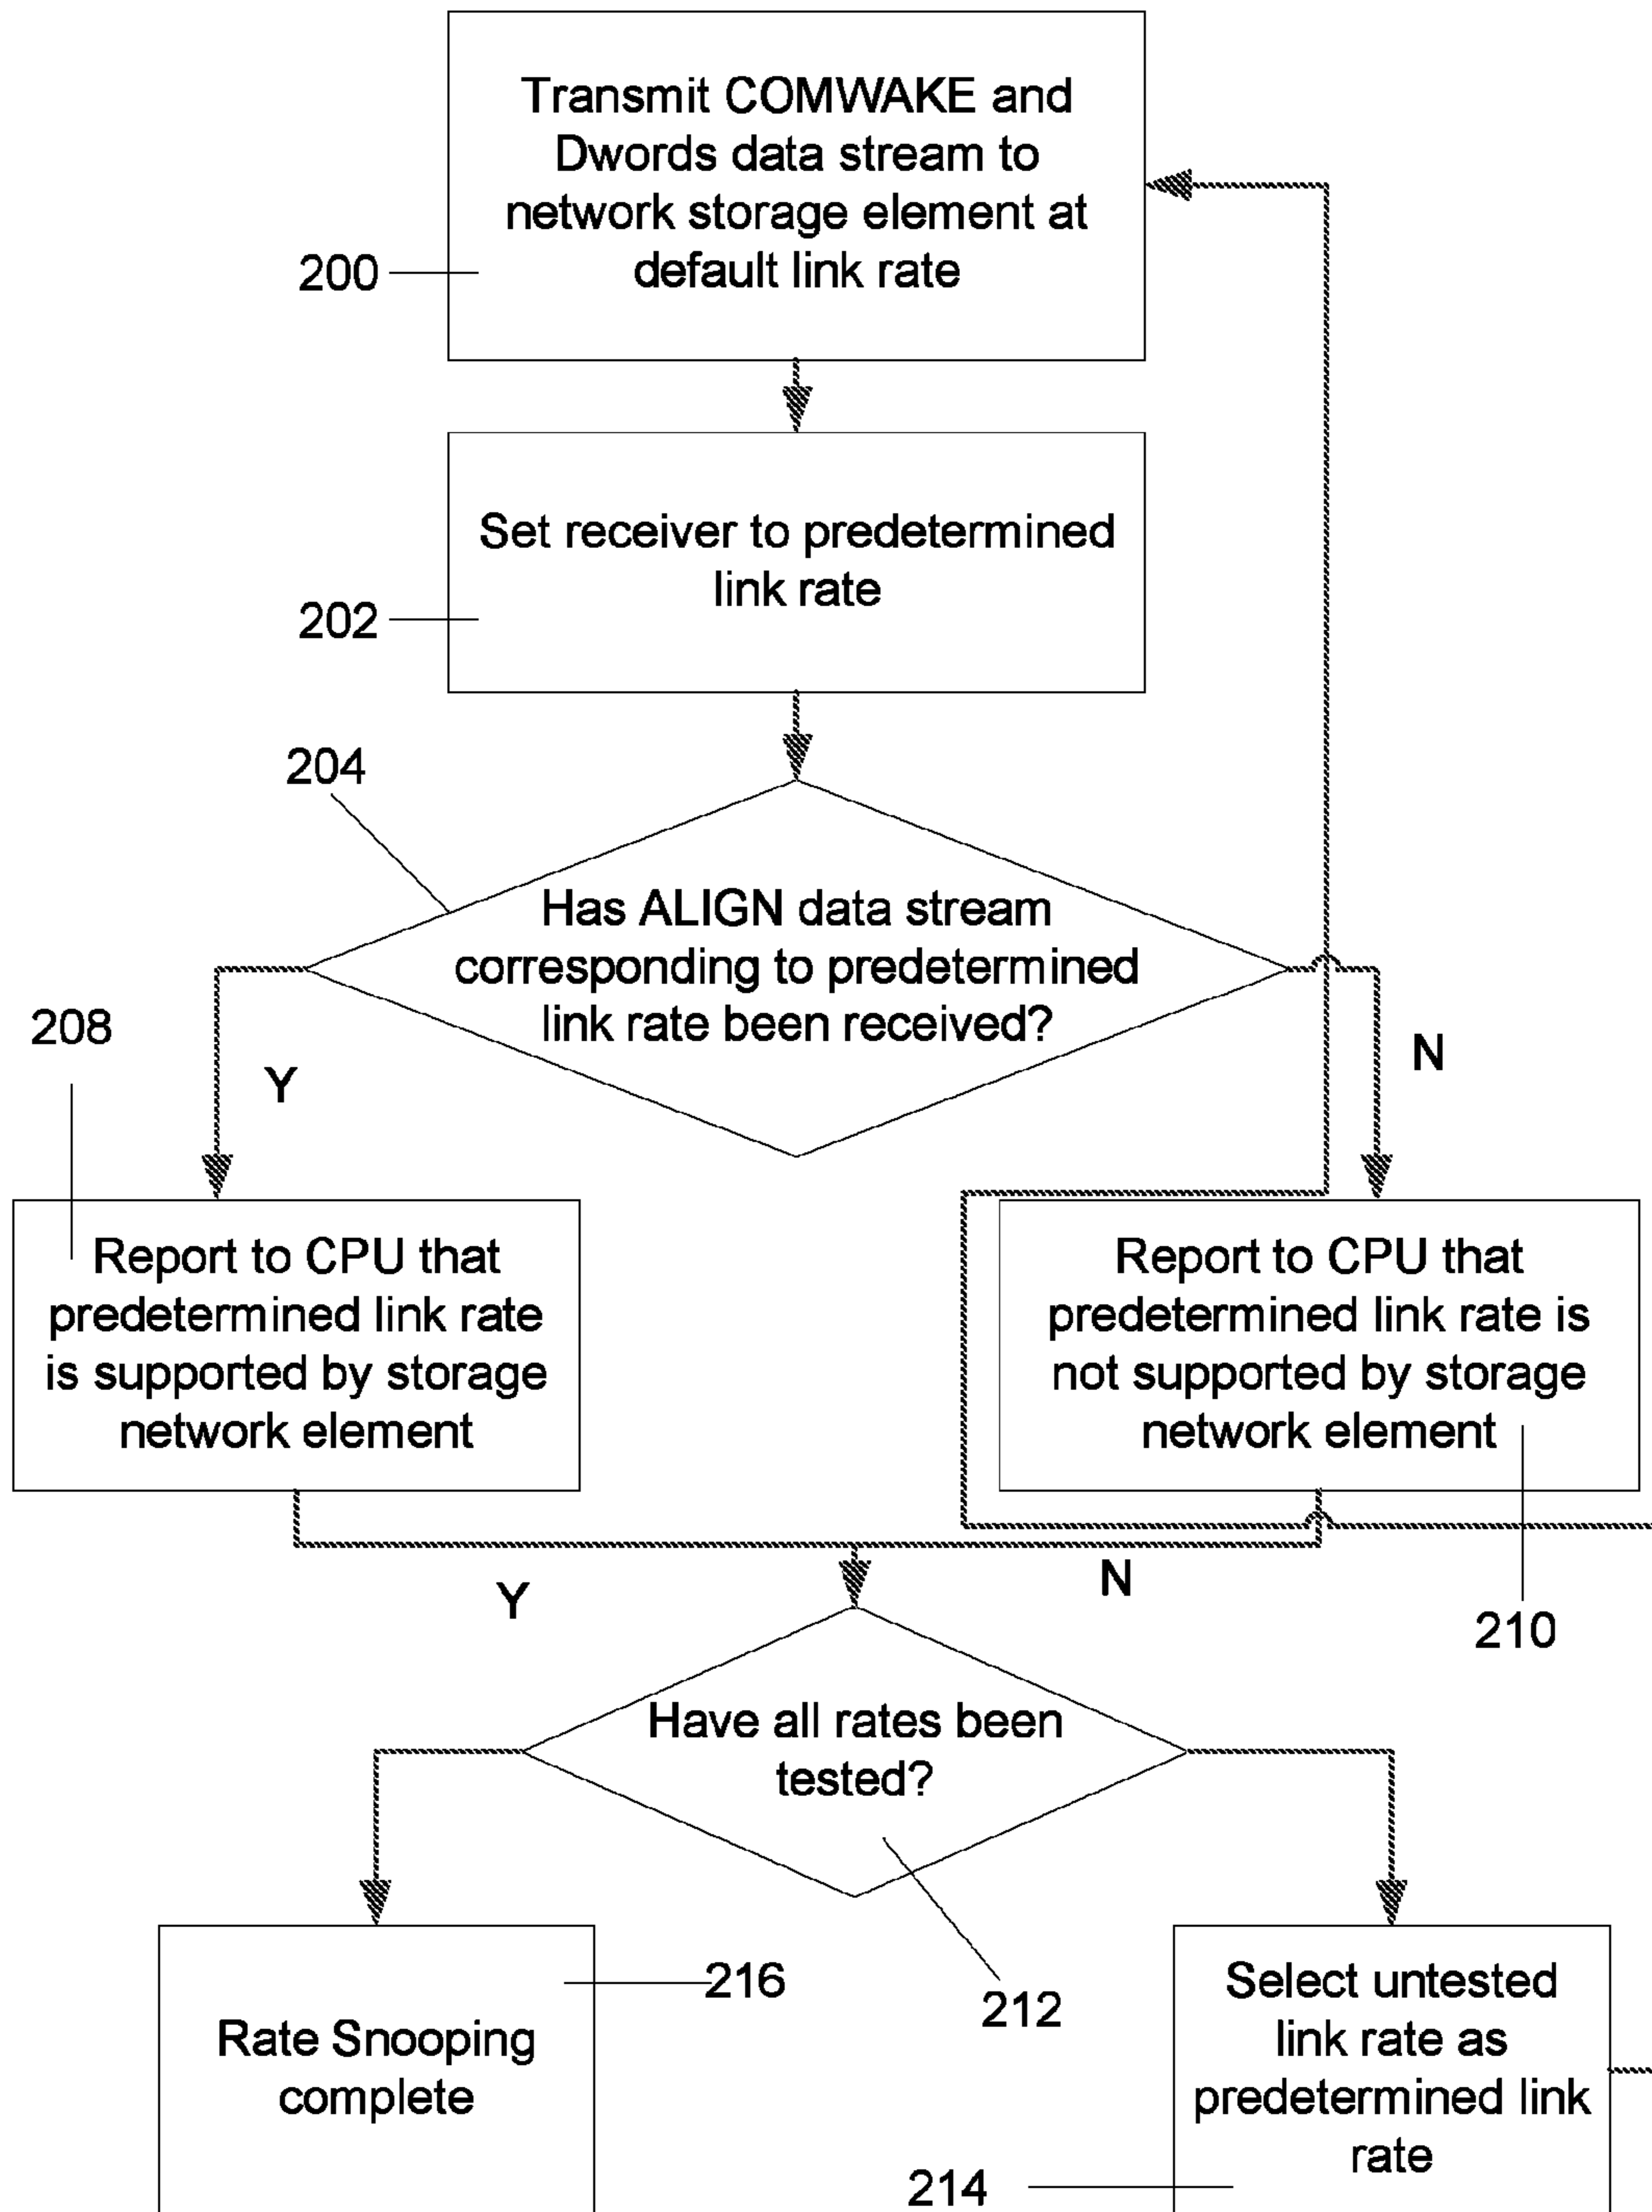 Transmit COMWAKE and
Dwords data stream to
network storage element at
default link rate
200
Set receiver to predetermined
link rate
202
204
Has ALIGN data stream
corresponding to predetermined
link rate been received?
208
Y
N
Report to CPU that
predetermined link rate
is supported by storage
network element
Report to CPU that
predetermined link rate is
not supported by storage
network element
Y
N
210
Have all rates been
tested?
212
216
Rate Snooping
complete
Select untested
link rate as
predetermined link
rate
214